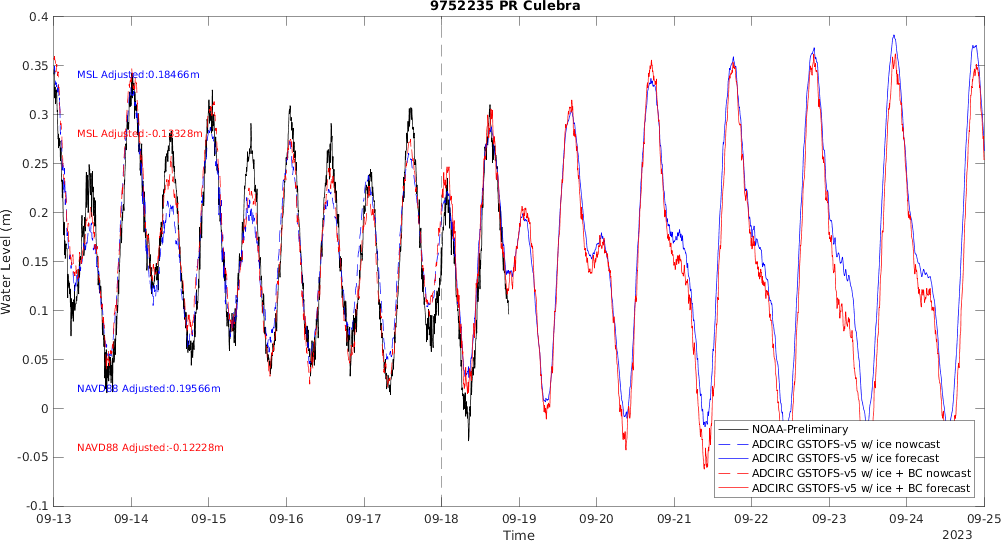 9752235 PR Culebra
0.4
0.35
0.3
0.25
0.2
0.15
0.1
0.05
0
-0.05
-0.1
Water Level (m)
MSL Adjusted:0.18466m
MSL Adjusted:-0.13328m
NAVD88 Adjusted:0.19566m
NAVD88 Adjusted:-0.12228m
NOAA-Preliminary
ADCIRC GSTOFS-v5 w/ ice nowcast
ADCIRC GSTOFS-v5 w/ ice forecast
ADCIRC GSTOFS-v5 w/ ice + BC nowcast
ADCIRC GSTOFS-v5 w/ ice + BC forecast
09-13 09-14 09-15 09-16 09-17 09-18 09-19 09-20 09-21 09-22 09-23 09-24 09-25
Time
2023